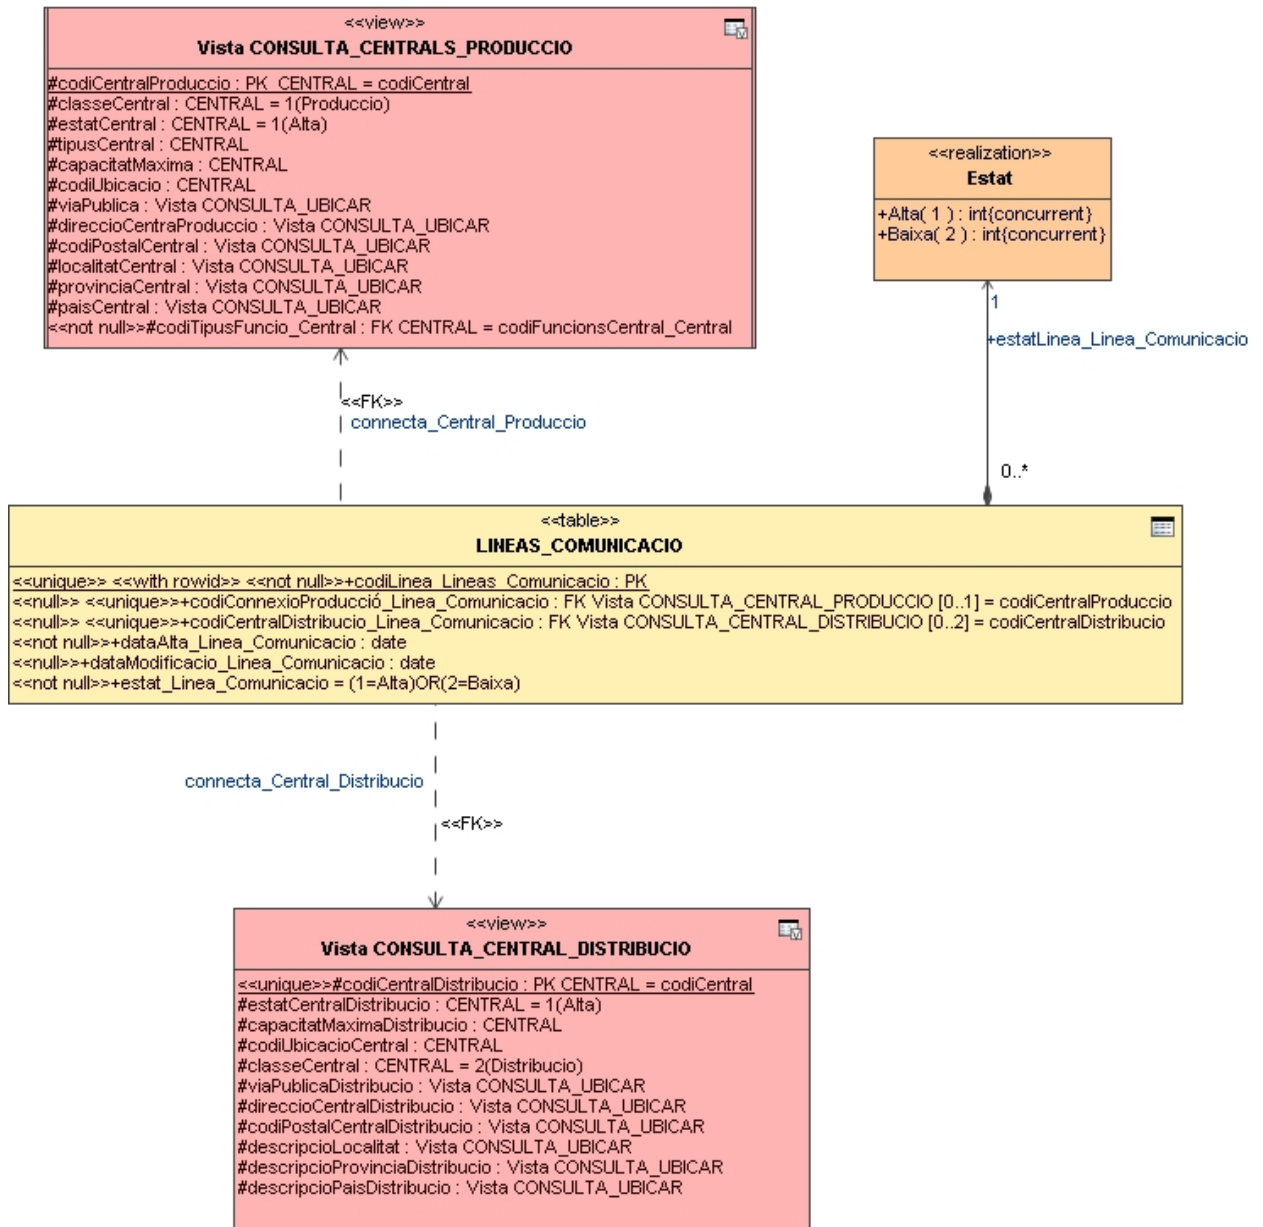 <<view>>
Vista CONSULTA_CENTRALS_PRODUCCIO
#codiCentralProduccio : PK CENTRAL = codiCentral
#classeCentral : CENTRAL = 1(Produccio)
#estatCentral : CENTRAL = 1(Alta)
#tipusCentral : CENTRAL
#capacitatMaxima : CENTRAL
#codiUbicacio : CENTRAL
#viaPublica : Vista CONSULTA_UBICAR
#direccioCentraProduccio : Vista CONSULTA_UBICAR
#codiPostalCentral : Vista CONSULTA_UBICAR
#localitatCentral : Vista CONSULTA_UBICAR
#provinciaCentral : Vista CONSULTA_UBICAR
#paisCentral : Vista CONSULTA_UBICAR
<<not null>>#codiTipusFuncio_Central : FK CENTRAL = codiFuncionsCentral_Central
<<realization>>
Estat
+Alta( 1 ) : int{concurrent}
+Baixa( 2 ) : int{concurrent}
1
+estatLinea_Linea_Comunicacio
0..*
<<FK>>
connecta_Central_Produccio
<<table>>
LINEAS_COMUNICACIO
<<unique>> <<with rowid>> <<not null>>+codiLinea_Lineas_Comunicacio : PK
<<null>> <<unique>>+codiConnexioProducció_Linea_Comunicacio : FK Vista CONSULTA_CENTRAL_PRODUCCIO [0..1] = codiCentralProduccio
<<null>> <<unique>>+codiCentralDistribucio_Linea_Comunicacio : FK Vista CONSULTA_CENTRAL_DISTRIBUCIO [0..2] = codiCentralDistribucio
<<not null>>+dataAlta_Linea_Comunicacio : date
<<null>>+dataModificacio_Linea_Comunicacio : date
<<not null>>+estat_Linea_Comunicacio = (1=Alta)OR(2=Baixa)
connecta_Central_Distribucio
<<FK>>
<<view>>
Vista CONSULTA_CENTRAL_DISTRIBUCIO
<<unique>>#codiCentralDistribucio : PK CENTRAL = codiCentral
#estatCentralDistribucio : CENTRAL = 1(Alta)
#capacitatMaximaDistribucio : CENTRAL
#codiUbicacioCentral : CENTRAL
#classeCentral : CENTRAL = 2(Distribucio)
#viaPublicaDistribucio : Vista CONSULTA_UBICAR
#direccioCentralDistribucio : Vista CONSULTA_UBICAR
#codiPostalCentralDistribucio : Vista CONSULTA_UBICAR
#descripcioLocalitat : Vista CONSULTA_UBICAR
#descripcioProvinciaDistribucio : Vista CONSULTA_UBICAR
#descripcioPaisDistribucio : Vista CONSULTA_UBICAR